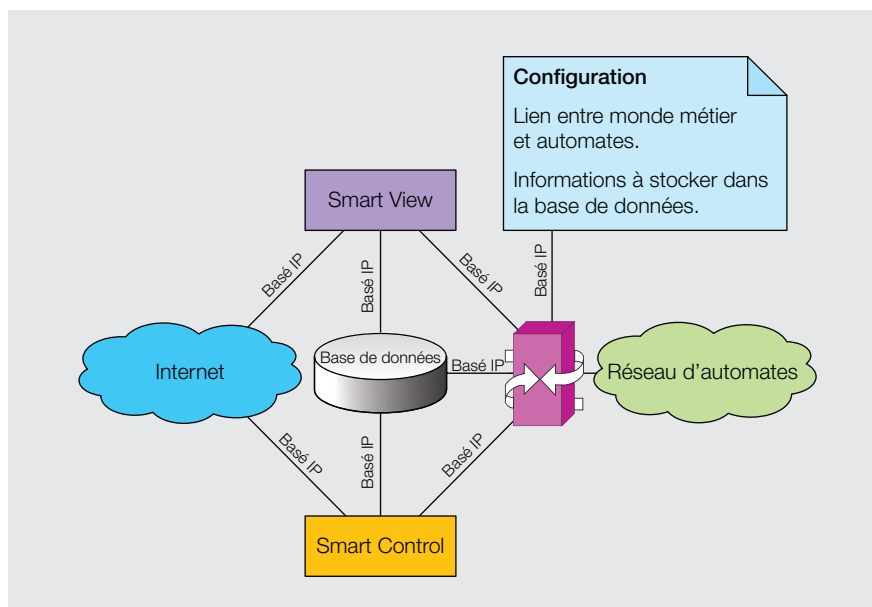 Configuration
Lien entre monde métier
et automates.
Informations à stocker dans
la base de données.
Smart View
Basé IP
Basé IP
Basé IP
Basé IP
Internet
Base de données
Basé IP
Réseau d'automates
Basé IP
Basé IP
Basé IP
Smart Control